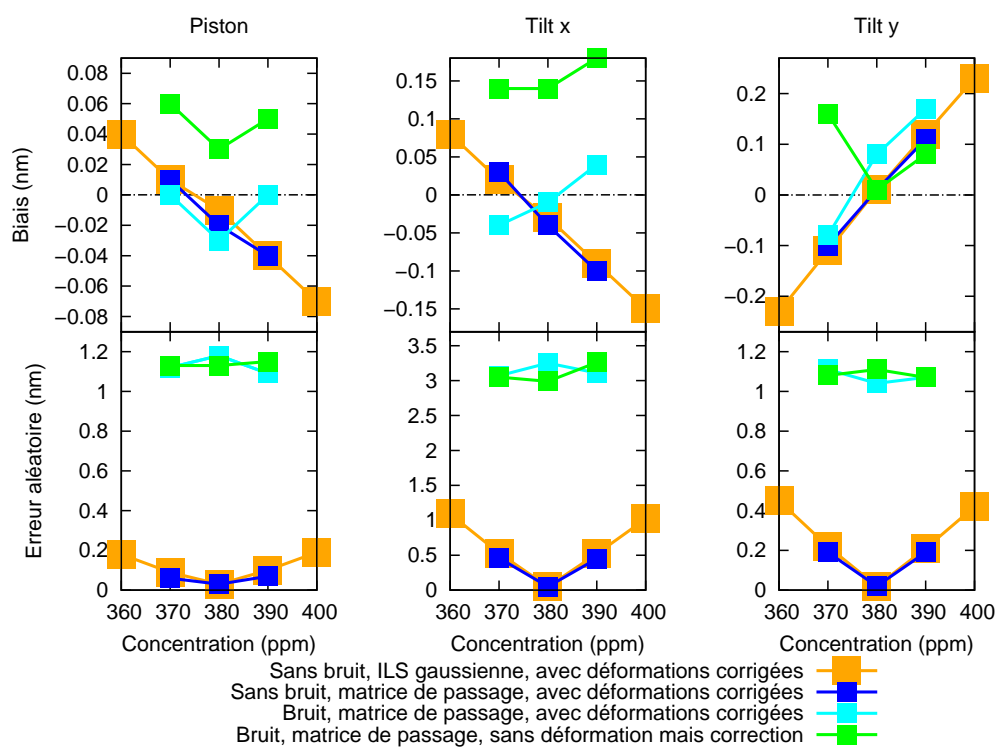 Piston
Tilt x
Tilt y
Biais (nm)
0.08
0.06
0.04
0.02
0
−0.02
−0.04
−0.06
−0.08
0.15
0.1
0.05
0
−0.05
−0.1
−0.15
0.2
0.1
0
−0.1
−0.2
Erreur aléatoire (nm)
1.2
1
0.8
0.6
0.4
0.2
0
3.5
3
2.5
2
1.5
1
0.5
0
1.2
1
0.8
0.6
0.4
0.2
0
360 370 380 390 400
360 370 380 390 400
360 370 380 390 400
Concentration (ppm)
Concentration (ppm)
Concentration (ppm)
Sans bruit, ILS gaussienne, avec déformations corrigées
Sans bruit, matrice de passage, avec déformations corrigées
Bruit, matrice de passage, avec déformations corrigées
Bruit, matrice de passage, sans déformation mais correction